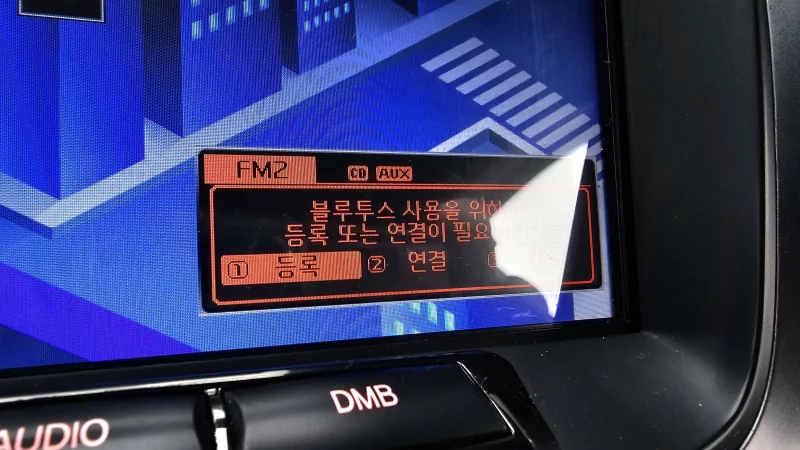 FM2 CD AUX
블루투스 사용을 위해
등록 또는 연결이 필요
1 등록 2 연결 3
DMB
AUDIO